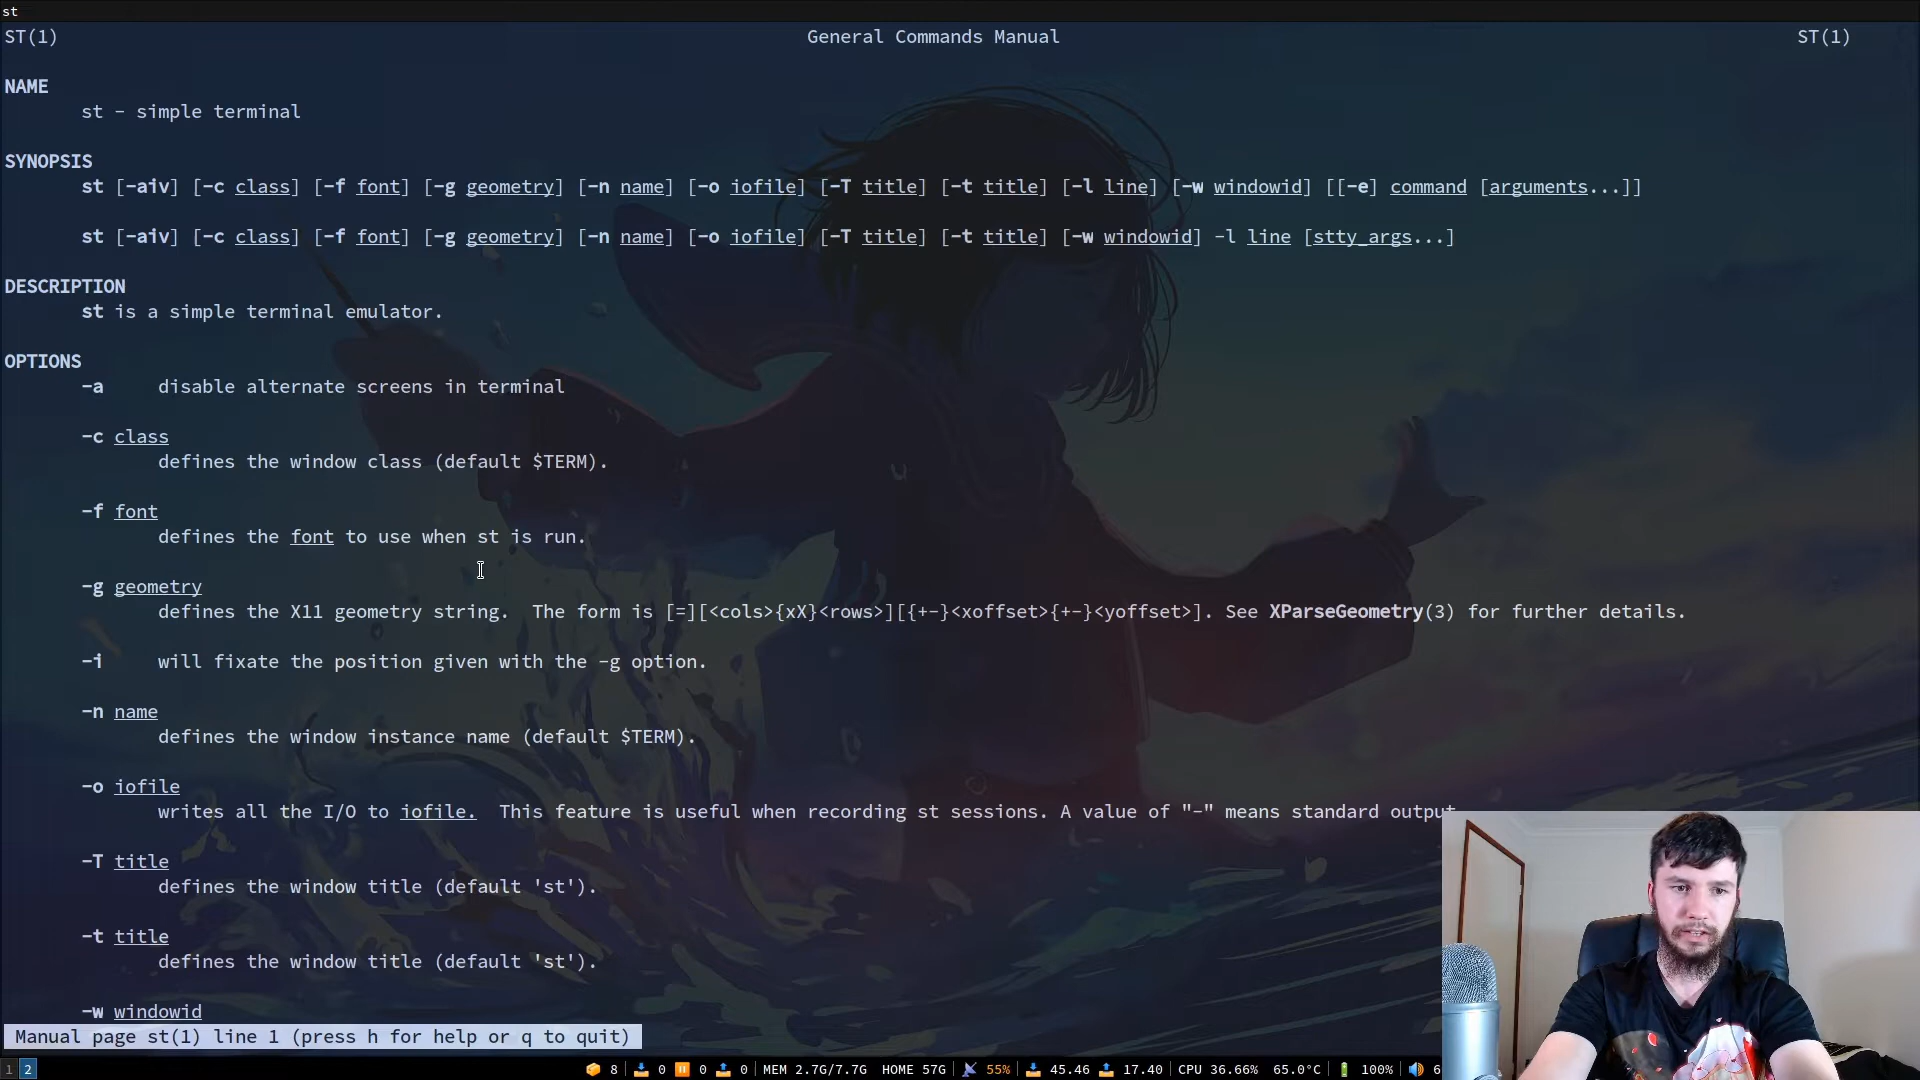 st
ST(1) General Commands Manual ST(1)
NAME
st - simple terminal
SYNOPSIS
st [-aiv] [-c class] [-f font] [-g geometry] [-n name] [-o iofile] [-T title] [-t title] [-l line] [-w windowid] [[-e] command [arguments...]]
st [-aiv] [-c class] [-f font] [-g geometry] [-n name] [-o iofile] [-T title] [-t title] [-w windowid] -l line [stty_args...]
DESCRIPTION
st is a simple terminal emulator.
OPTIONS
-a disable alternate screens in terminal
-c class
defines the window class (default $TERM).
-f font
defines the font to use when st is run.
-g geometry
defines the X11 geometry string. The form is [=][<cols>{xX}<rows>][{+-}<xoffset>{+-}<yoffset>]. See XParseGeometry(3) for further details.
-i will fixate the position given with the -g option.
-n name
defines the window instance name (default $TERM).
-o iofile
writes all the I/O to iofile. This feature is useful when recording st sessions. A value of "-" means standard output
-T title
defines the window title (default 'st').
-t title
defines the window title (default 'st').
-w windowid
Manual page st(1) line 1 (press h for help or q to quit)
1 2 8 0 0 0 MEM 2.7G/7.7G HOME 57G 55% 45.46 17.40 CPU 36.66% 65.0°C 100% 6